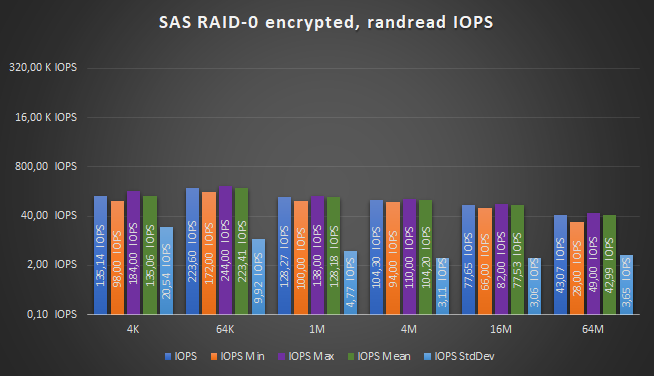 SAS RAID-0 encrypted, randread IOPS
320,00 K IOPS
16,00 K IOPS
800,00 IOPS
40,00 IOPS
2,00 IOPS
0,10 IOPS
135,14 IOPS
98,00 IOPS
184,00 IOPS
135,06 IOPS
20,54 IOPS
223,60 IOPS
172,00 IOPS
244,00 IOPS
223,41 IOPS
9,92 IOPS
128,27 IOPS
100,00 IOPS
138,00 IOPS
128,18 IOPS
4,77 IOPS
104,30 IOPS
94,00 IOPS
110,00 IOPS
104,20 IOPS
3,11 IOPS
77,65 IOPS
66,00 IOPS
82,00 IOPS
77,53 IOPS
3,06 IOPS
43,07 IOPS
28,00 IOPS
49,00 IOPS
42,99 IOPS
3,65 IOPS
4K 64K 1M 4M 16M 64M
IOPS IOPS Min IOPS Max IOPS Mean IOPS StdDev